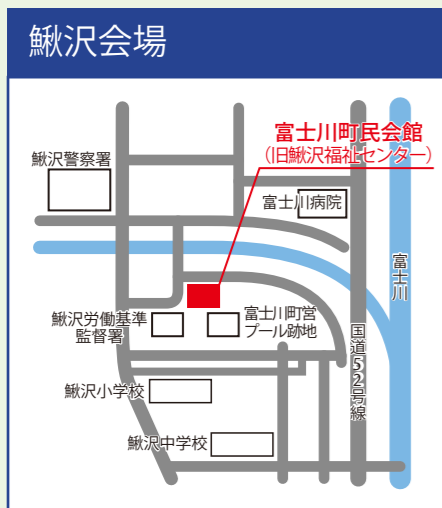 鰍沢会場
富士川町民会館
（旧鰍沢福祉センター）
鰍沢警察署
富士川病院
富士川
鰍沢労働基準
監督署
富士川町営
プール跡地
国道52号線
鰍沢小学校
鰍沢中学校